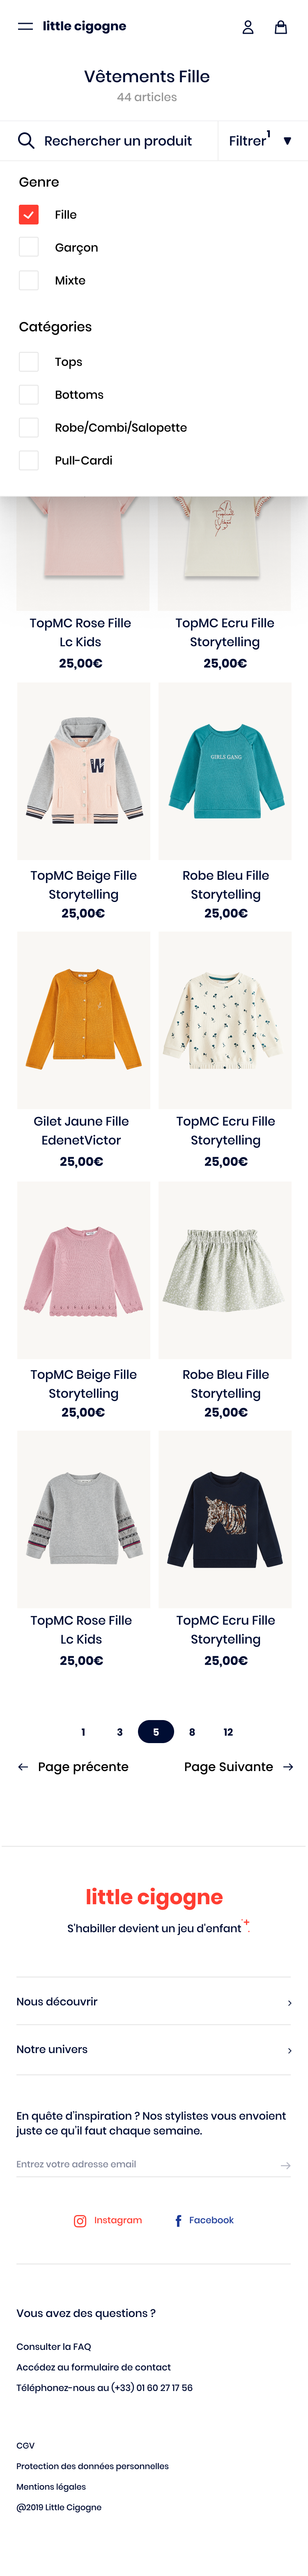 little cigogne
Vêtements Fille
44 articles
Rechercher un produit
Filtrer 1
Genre
Fille
Garçon
Mixte
Catégories
Tops
Bottoms
Robe/Combi/Salopette
Pull-Cardi
TopMC Rose Fille
Lc Kids
25,00€
TopMC Ecru Fille
Storytelling
25,00€
W
GIRLS GANG
TopMC Beige Fille
Storytelling
25,00€
Robe Bleu Fille
Storytelling
25,00€
Gilet Jaune Fille
EdenetVictor
25,00€
TopMC Ecru Fille
Storytelling
25,00€
TopMC Beige Fille
Storytelling
25,00€
Robe Bleu Fille
Storytelling
25,00€
TopMC Rose Fille
Lc Kids
25,00€
TopMC Ecru Fille
Storytelling
25,00€
1 3 5 8 12
Page précente
Page Suivante
little cigogne
S'habiller devient un jeu d'enfant
Nous découvrir
Notre univers
En quête d'inspiration ? Nos stylistes vous envoient
juste ce qu'il faut chaque semaine.
Entrez votre adresse email
Instagram
Facebook
Vous avez des questions ?
Consulter la FAQ
Accédez au formulaire de contact
Téléphonez-nous au (+33) 01 60 27 17 56
CGV
Protection des données personnelles
Mentions légales
@2019 Little Cigogne